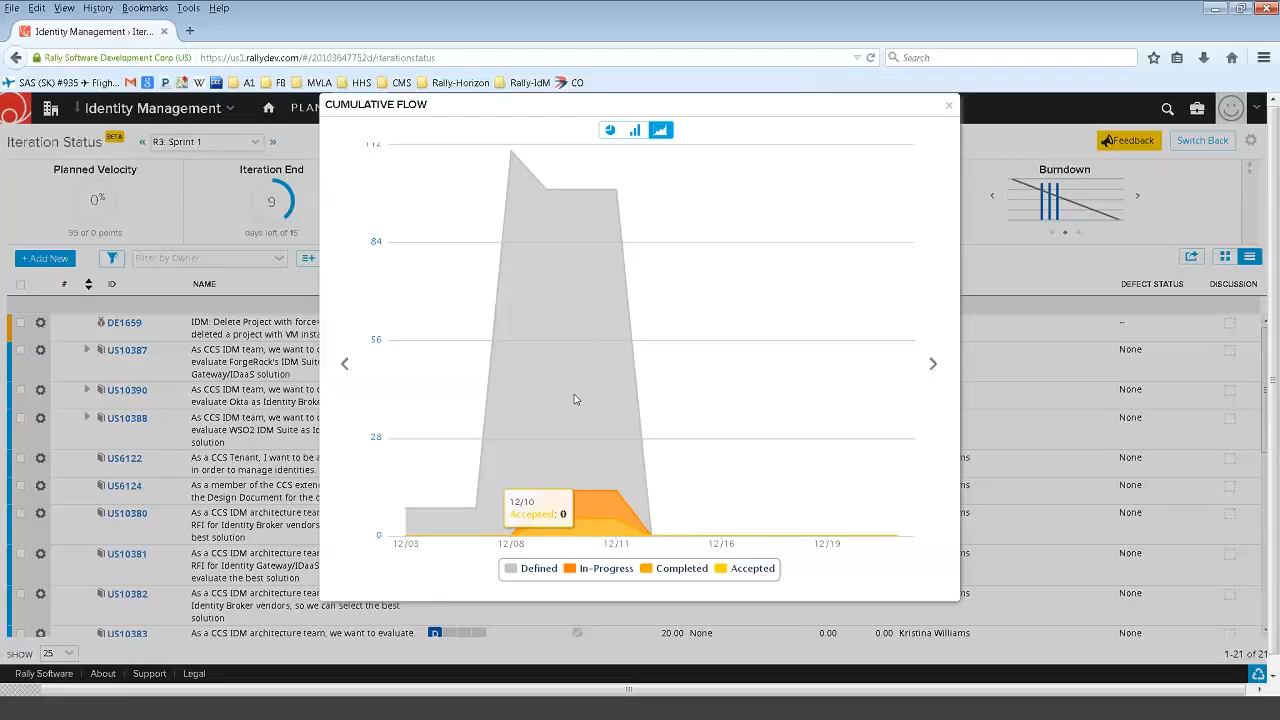 File Edit View History Bookmarks Tools Help
Identity Management › Iter...
Rally Software Development Corp (US) https://us1.rallydev.com/#/20103647752d/iterationstatus
Search
SAS (SK) #935 Fligh... A1 FB MVLA HHS CMS Rally-Horizon Rally-IdM CO
Identity Management
PLAN
CUMULATIVE FLOW
Iteration Status BETA
R3: Sprint 1
Feedback
Switch Back
Planned Velocity
0%
99 of 0 points
Iteration End
9
days left of 15
Burndown
+ Add New
Filter by Owner
# ID NAME
DEFECT STATUS DISCUSSION
DE1659 IDM: Delete Project with force=
deleted a project with VM insta
--
US10387 As CCS IDM team, we want to c
evaluate ForgeRock's IDM Suite
Gateway/IDaaS solution
None
US10390 As CCS IDM team, we want to c
evaluate Okta as Identity Broker
None
US10388 As CCS IDM team, we want to c
evaluate WSO2 IDM Suite as Id
solution
None
US6122 As a CCS Tenant, I want to be a
in order to manage identities.
ms None
US6124 As a member of the CCS extenc
the Design Document for the d
ms None
US10380 As a CCS IDM architecture team
RFI for Identity Broker vendors,
best solution
None
US10381 As a CCS IDM architecture team
RFI for Identity Gateway/IDaaS
evaluate the best solution
None
US10382 As a CCS IDM architecture team
Identity Broker vendors, so we can select the best
solution
None
US10383 As a CCS IDM architecture team, we want to evaluate D 20.00 None 0.00 0.00 Kristina Williams None
112
84
56
28
0
12/10
Accepted: 0
12/03 12/08 12/11 12/16 12/19
Defined In-Progress Completed Accepted
SHOW 25
1-21 of 21
Rally Software About Support Legal